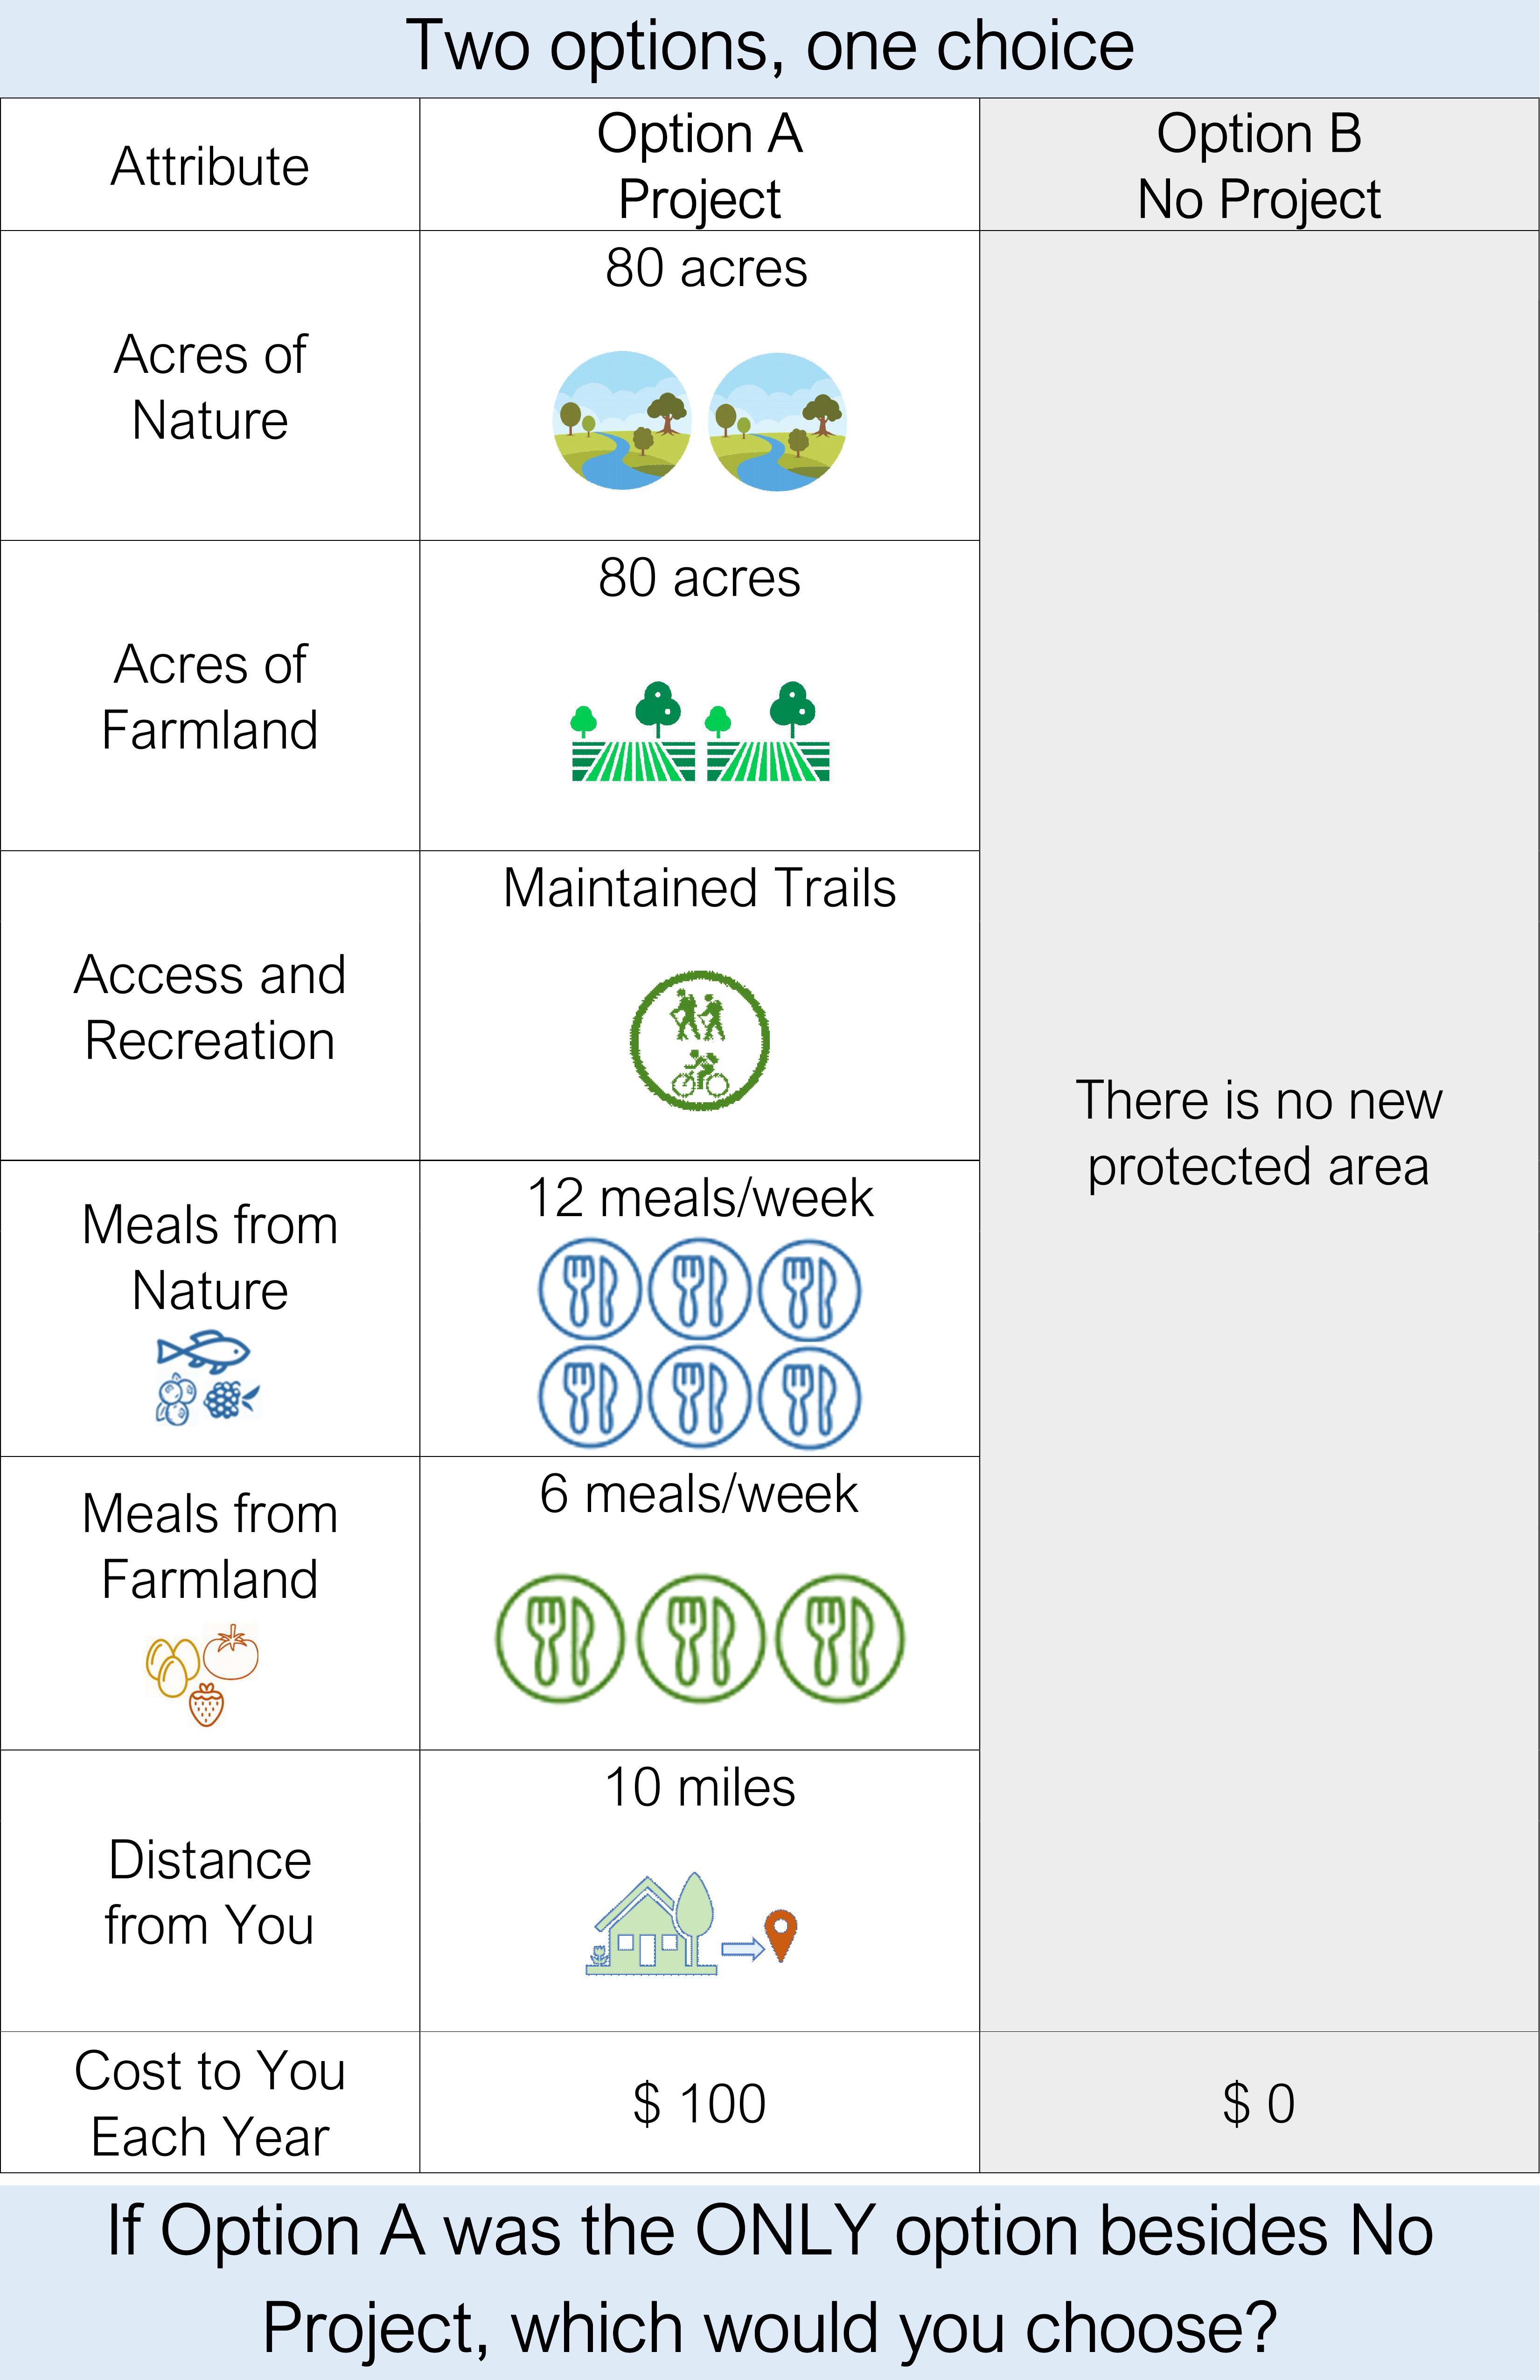 Two options, one choice
Attribute
Option A
Project
Option B
No Project
Acres of
Nature
80 acres
Acres of
Farmland
80 acres
Access and
Recreation
Maintained Trails
There is no new
protected area
Meals from
Nature
12 meals/week
Meals from
Farmland
6 meals/week
Distance
from You
10 miles
Cost to You
Each Year
$ 100
$ 0
If Option A was the ONLY option besides No
Project, which would you choose?